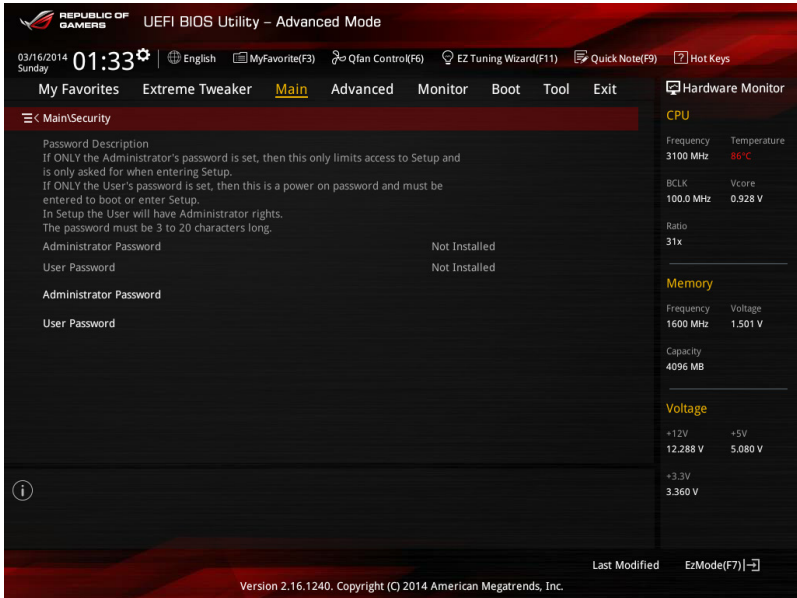 REPUBLIC OF
GAMERS
UEFI BIOS Utility – Advanced Mode
03/16/2014
Sunday
01:33
English
MyFavorite(F3)
Qfan Control(F6)
EZ Tuning Wizard(F11)
Quick Note(F9)
? Hot Keys
My Favorites Extreme Tweaker Main Advanced Monitor Boot Tool Exit
Main\Security
Password Description
If ONLY the Administrator's password is set, then this only limits access to Setup and
is only asked for when entering Setup.
If ONLY the User's password is set, then this is a power on password and must be
entered to boot or enter Setup.
In Setup the User will have Administrator rights.
The password must be 3 to 20 characters long.
Administrator Password Not Installed
User Password Not Installed
Administrator Password
User Password
Hardware Monitor
CPU
Frequency Temperature
3100 MHz 86°C
BCLK Vcore
100.0 MHz 0.928 V
Ratio
31x
Memory
Frequency Voltage
1600 MHz 1.501 V
Capacity
4096 MB
Voltage
+12V +5V
12.288 V 5.080 V
+3.3V
3.360 V
i
Last Modified
EzMode(F7)
Version 2.16.1240. Copyright (C) 2014 American Megatrends, Inc.